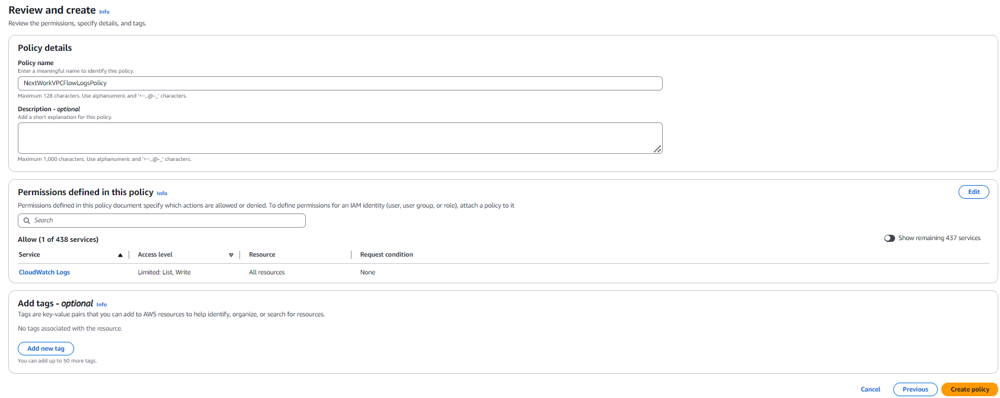 Review and create Info
Review the permissions, specify details, and tags.
Policy details
Policy name
Enter a meaningful name to identify this policy.
NextWorkVPCFlowLogsPolicy
Maximum 128 characters. Use alphanumeric and '+=,.@-_' characters.
Description - optional
Add a short explanation for this policy.
Maximum 1,000 characters. Use alphanumeric and '+=,.@-_' characters.
Permissions defined in this policy Info
Edit
Permissions defined in this policy document specify which actions are allowed or denied. To define permissions for an IAM identity (user, user group, or role), attach a policy to it
Search
Allow (1 of 438 services)
Show remaining 437 services
Service Access level Resource Request condition
CloudWatch Logs Limited: List, Write All resources None
Add tags - optional Info
Tags are key-value pairs that you can add to AWS resources to help identify, organize, or search for resources.
No tags associated with the resource.
Add new tag
You can add up to 50 more tags.
Cancel Previous Create policy